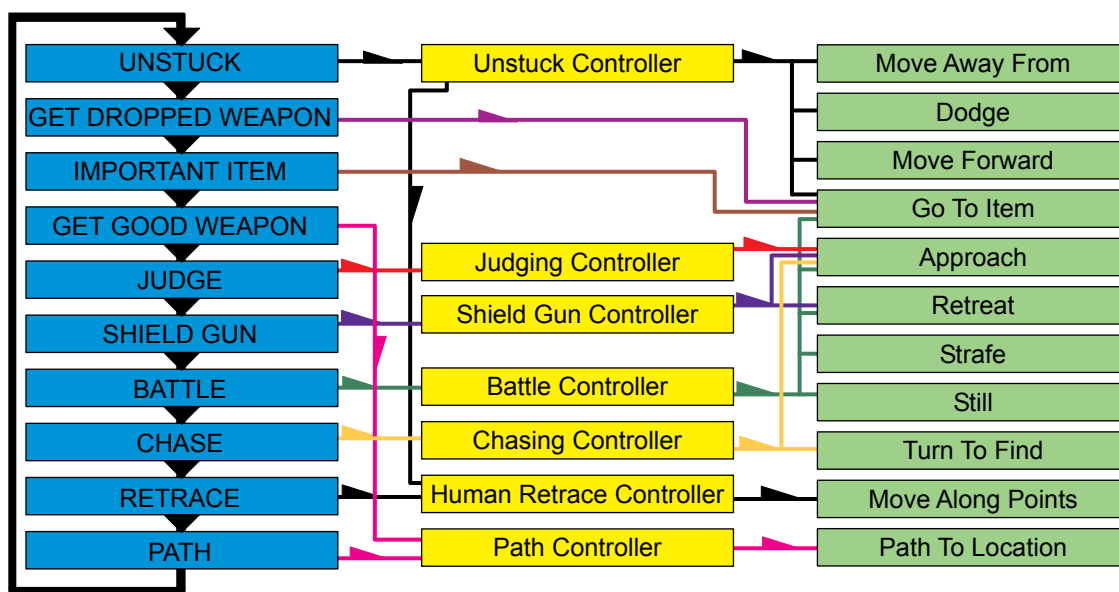 UNSTUCK
GET DROPPED WEAPON
IMPORTANT ITEM
GET GOOD WEAPON
JUDGE
SHIELD GUN
BATTLE
CHASE
RETRACE
PATH
Unstuck Controller
Judging Controller
Shield Gun Controller
Battle Controller
Chasing Controller
Human Retrace Controller
Path Controller
Move Away From
Dodge
Move Forward
Go To Item
Approach
Retreat
Strafe
Still
Turn To Find
Move Along Points
Path To Location